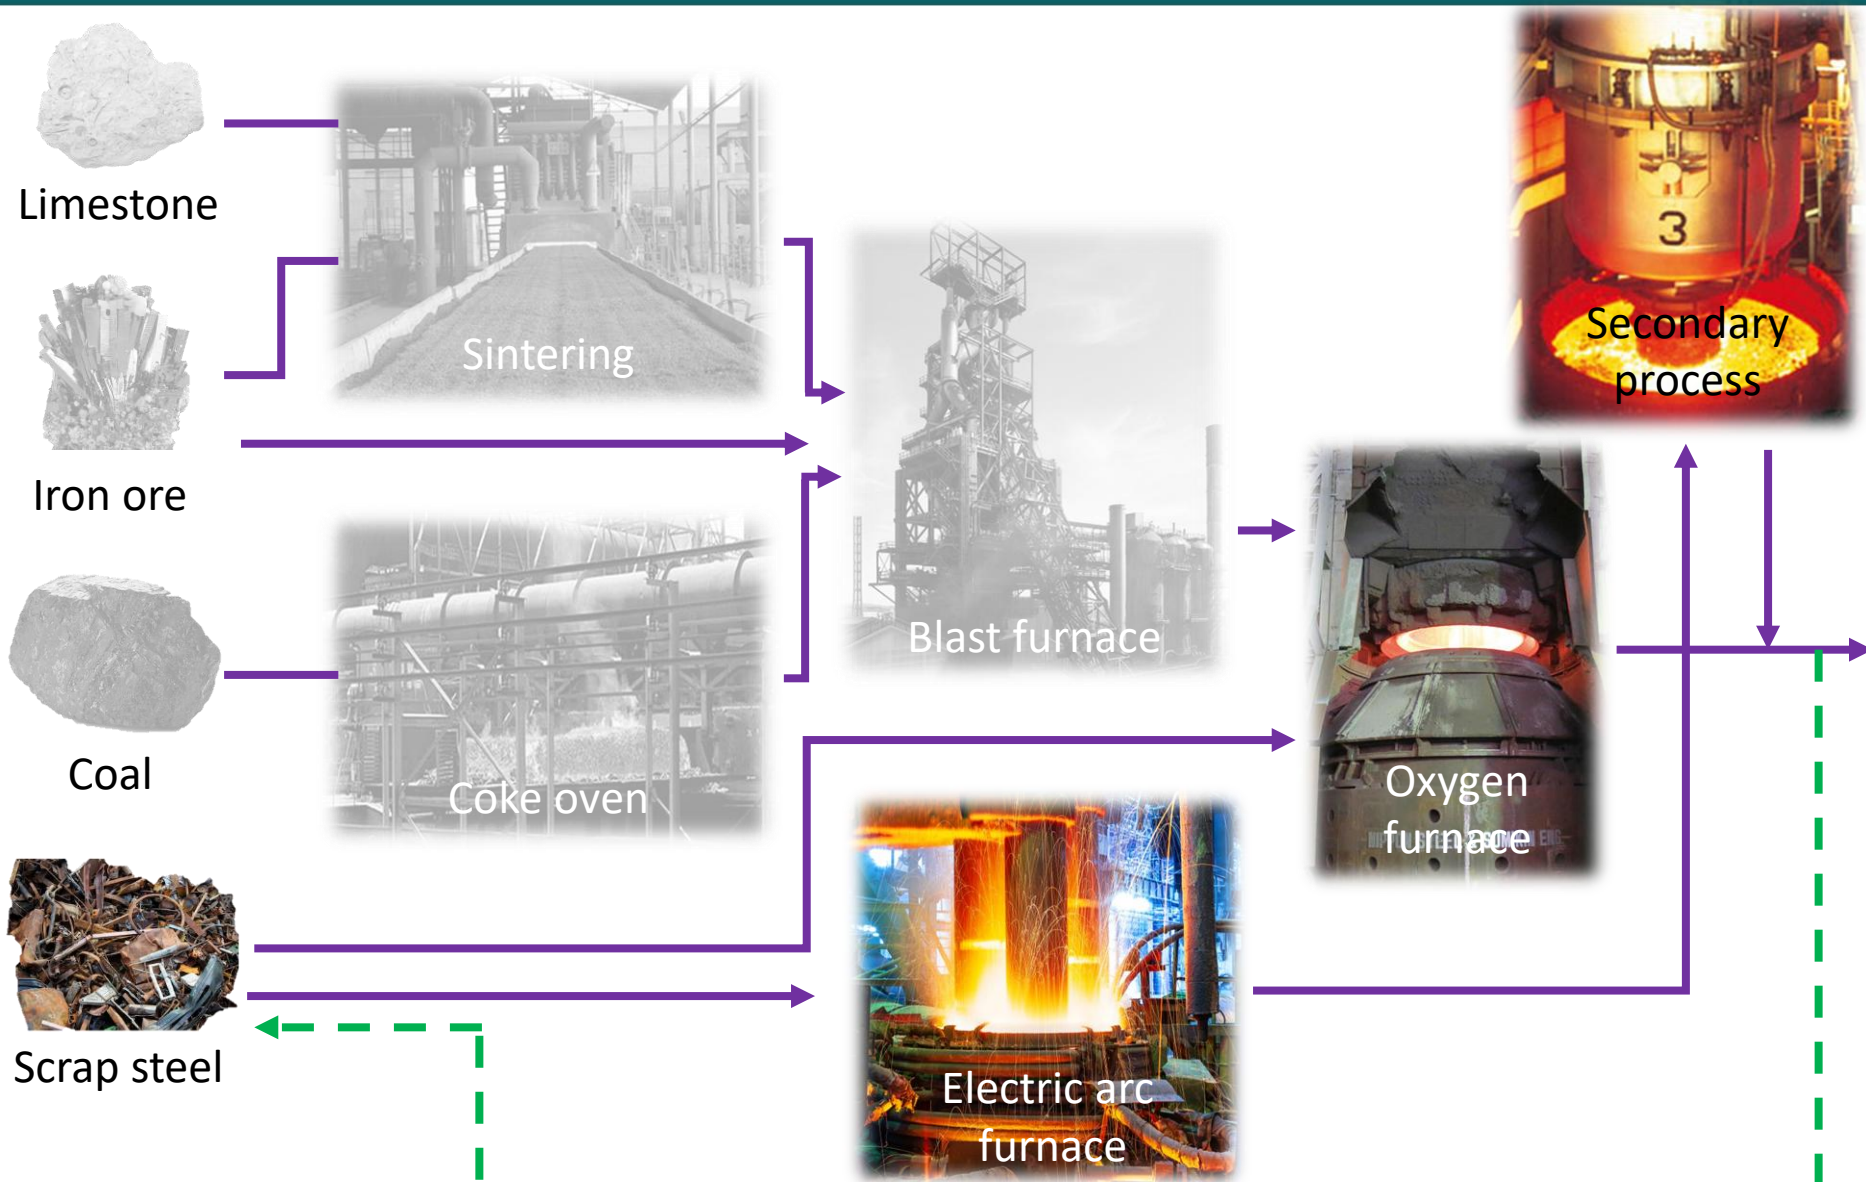 Limestone
Sintering
3
Secondary
process
Iron ore
Blast furnace
Coal
Coke oven
Oxygen
furnace
Scrap steel
Electric arc
furnace